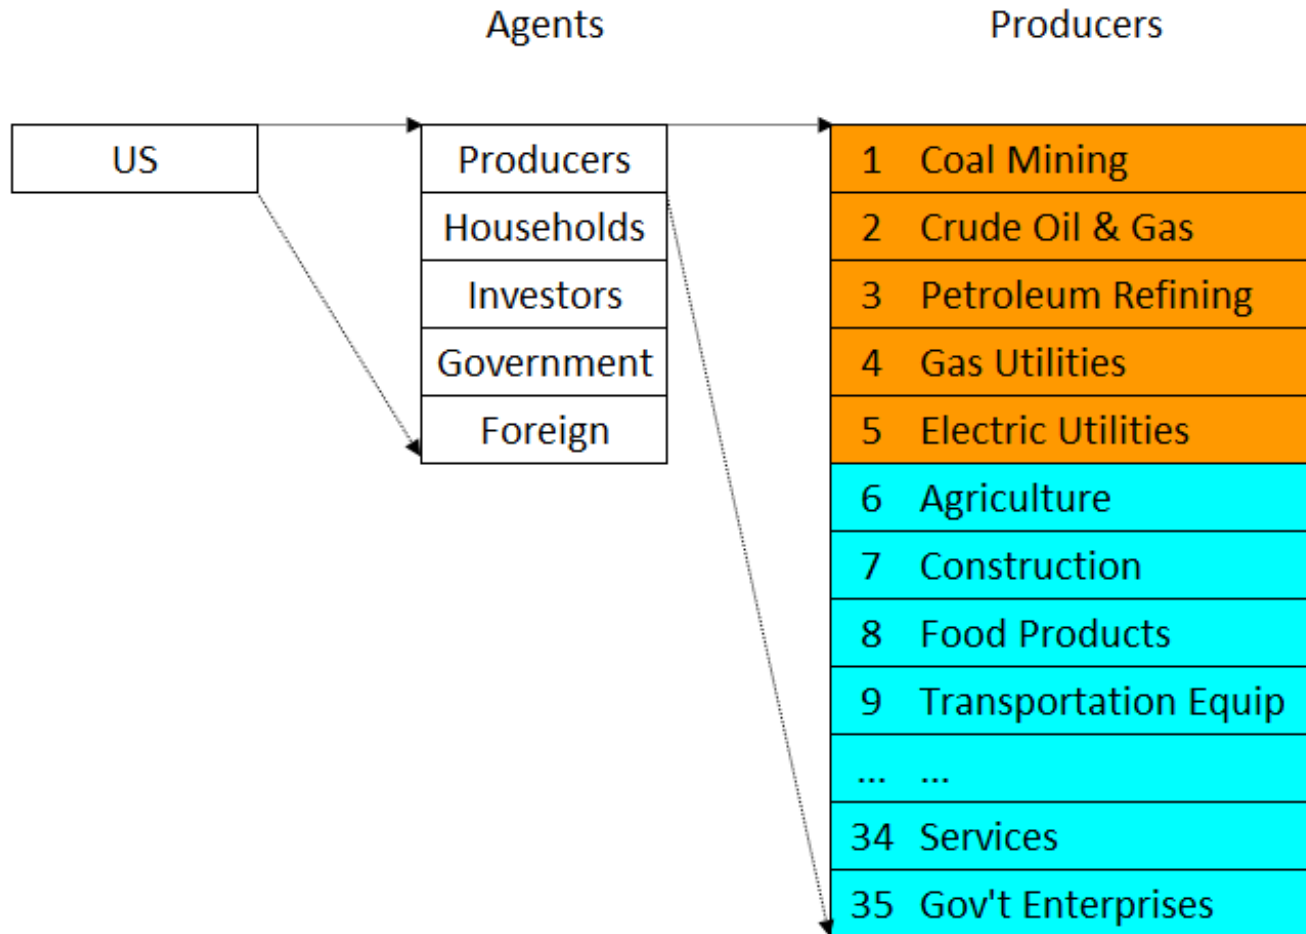 Agents Producers
US
Producers
Households
Investors
Government
Foreign
1 Coal Mining
2 Crude Oil & Gas
3 Petroleum Refining
4 Gas Utilities
5 Electric Utilities
6 Agriculture
7 Construction
8 Food Products
9 Transportation Equip
... ...
34 Services
35 Gov't Enterprises